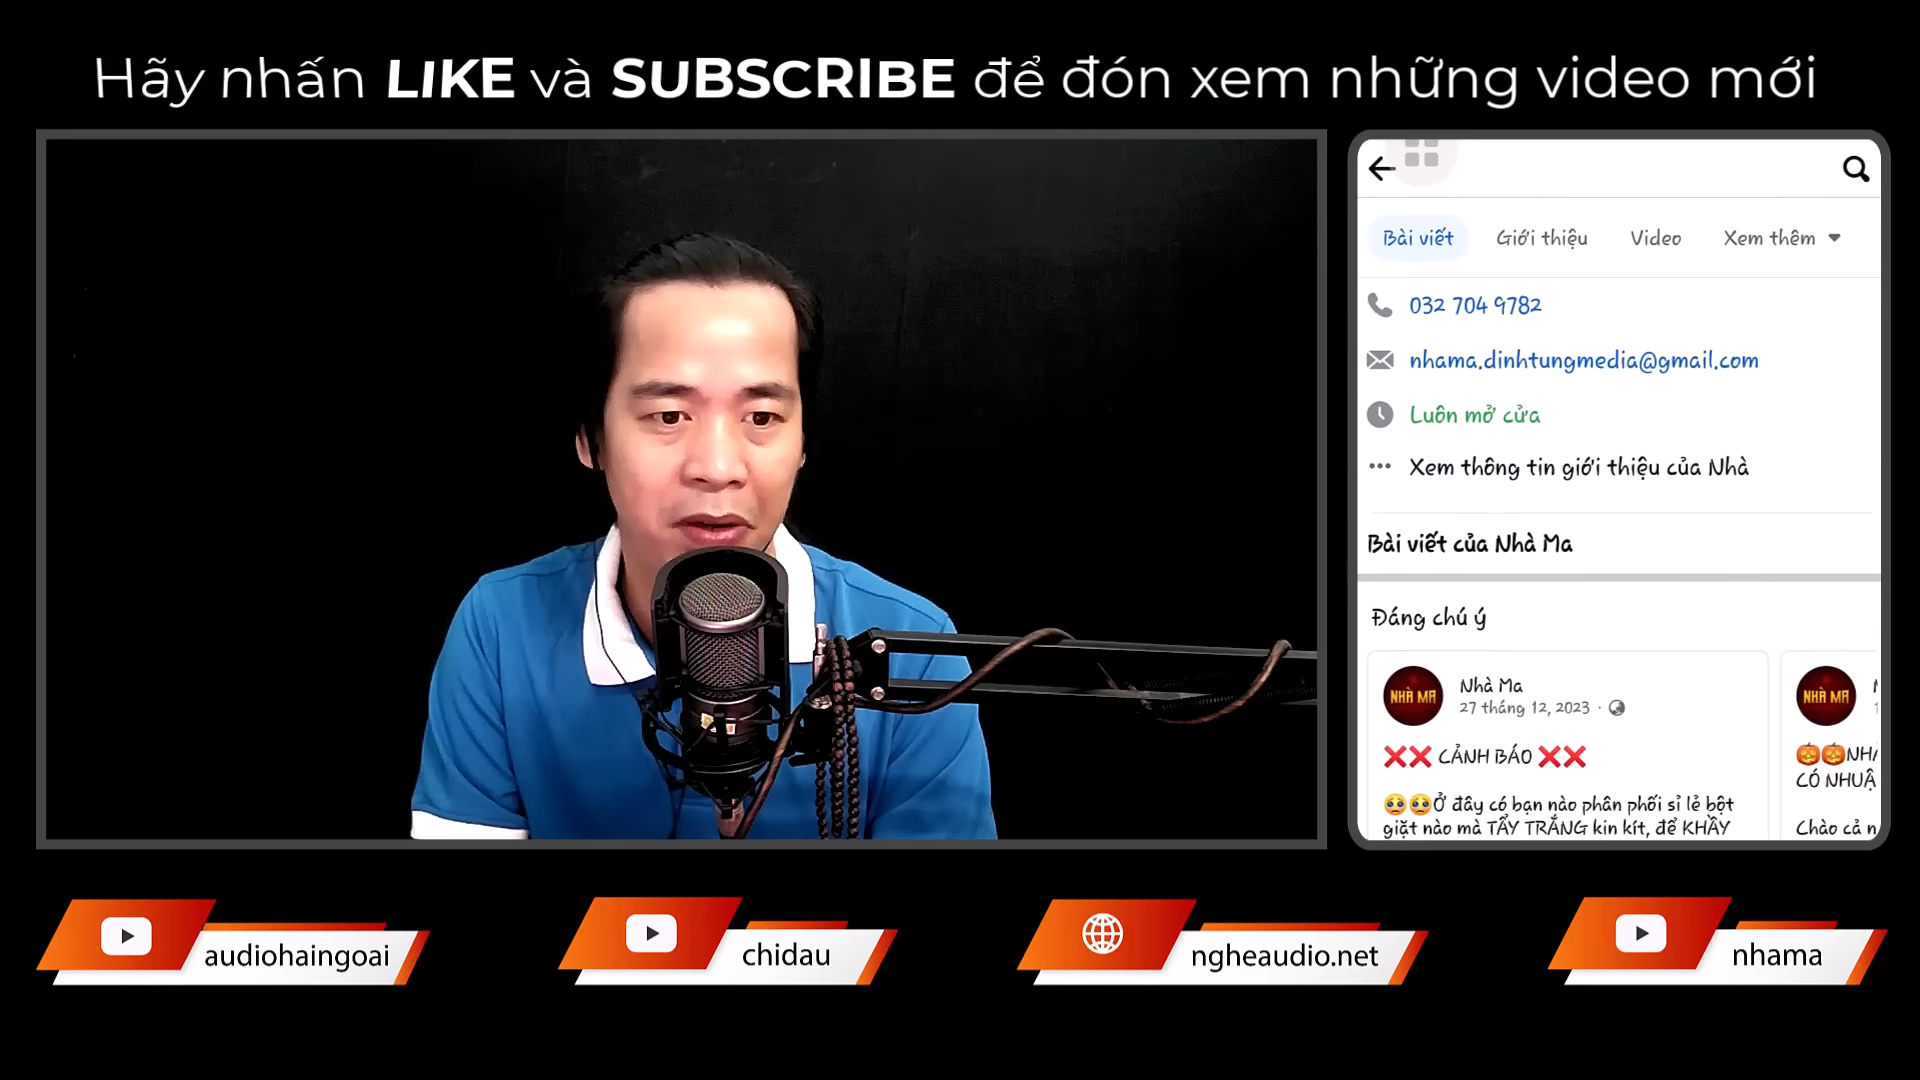 Hãy nhấn LIKE và SUBSCRIBE để đón xem những video mới
Bài viết
Giới thiệu
Video
Xem thêm
032 704 9782
nhama.dinhtungmedia@gmail.com
Luôn mở cửa
Xem thông tin giới thiệu của Nhà
Bài viết của Nhà Ma
Đáng chú ý
NHÀ MA
Nhà Ma
27 tháng 12, 2023 ·
❌❌ CẢNH BÁO ❌❌
🥹🥹Ở đây có bạn nào phân phối sỉ lẻ bột
giặt nào mà TẨY TRẮNG kin kít, để KHẦY
NHÀ MA
🎃🎃NHÀ
CÓ NHUẬ
Chào cả n
audiohaingoai
chidau
ngheaudio.net
nhama